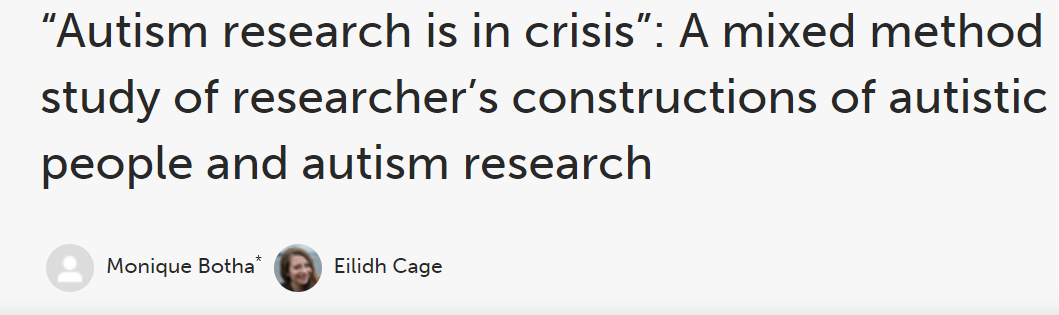 “Autism research is in crisis”: A mixed method
study of researcher’s constructions of autistic
people and autism research
Monique Botha* Eilidh Cage